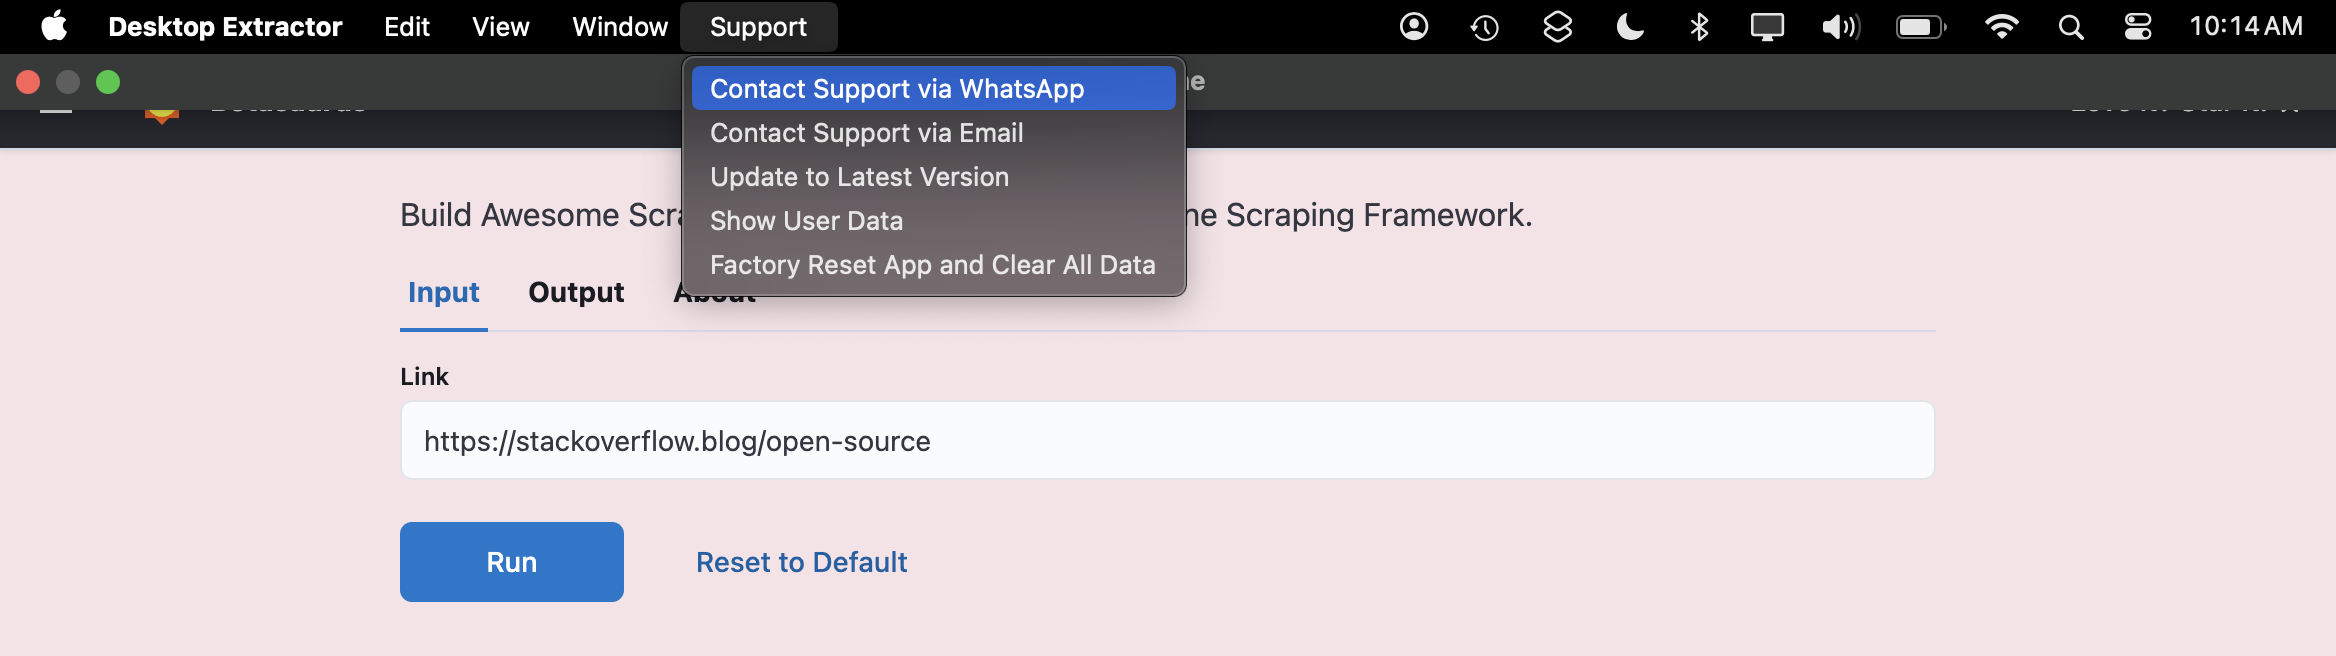 Desktop Extractor Edit View Window Support 10:14 AM
Contact Support via WhatsApp
Contact Support via Email
Update to Latest Version
Show User Data
Factory Reset App and Clear All Data
Build Awesome Scraping Framework.
Input Output About
Link
https://stackoverflow.blog/open-source
Run Reset to Default